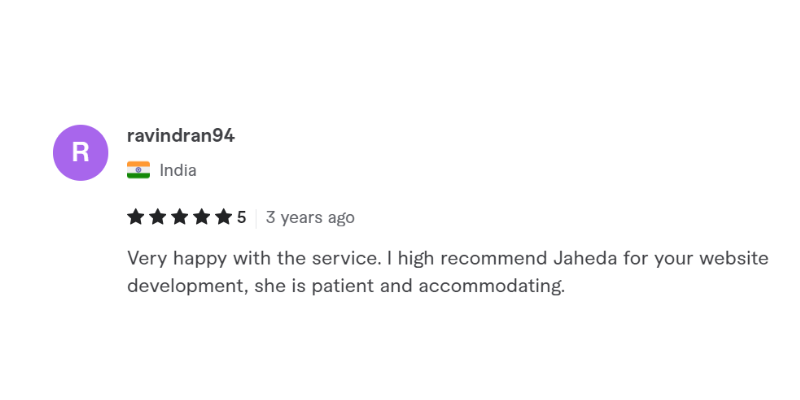 R
ravindran94
India
5 3 years ago
Very happy with the service. I high recommend Jaheda for your website
development, she is patient and accommodating.